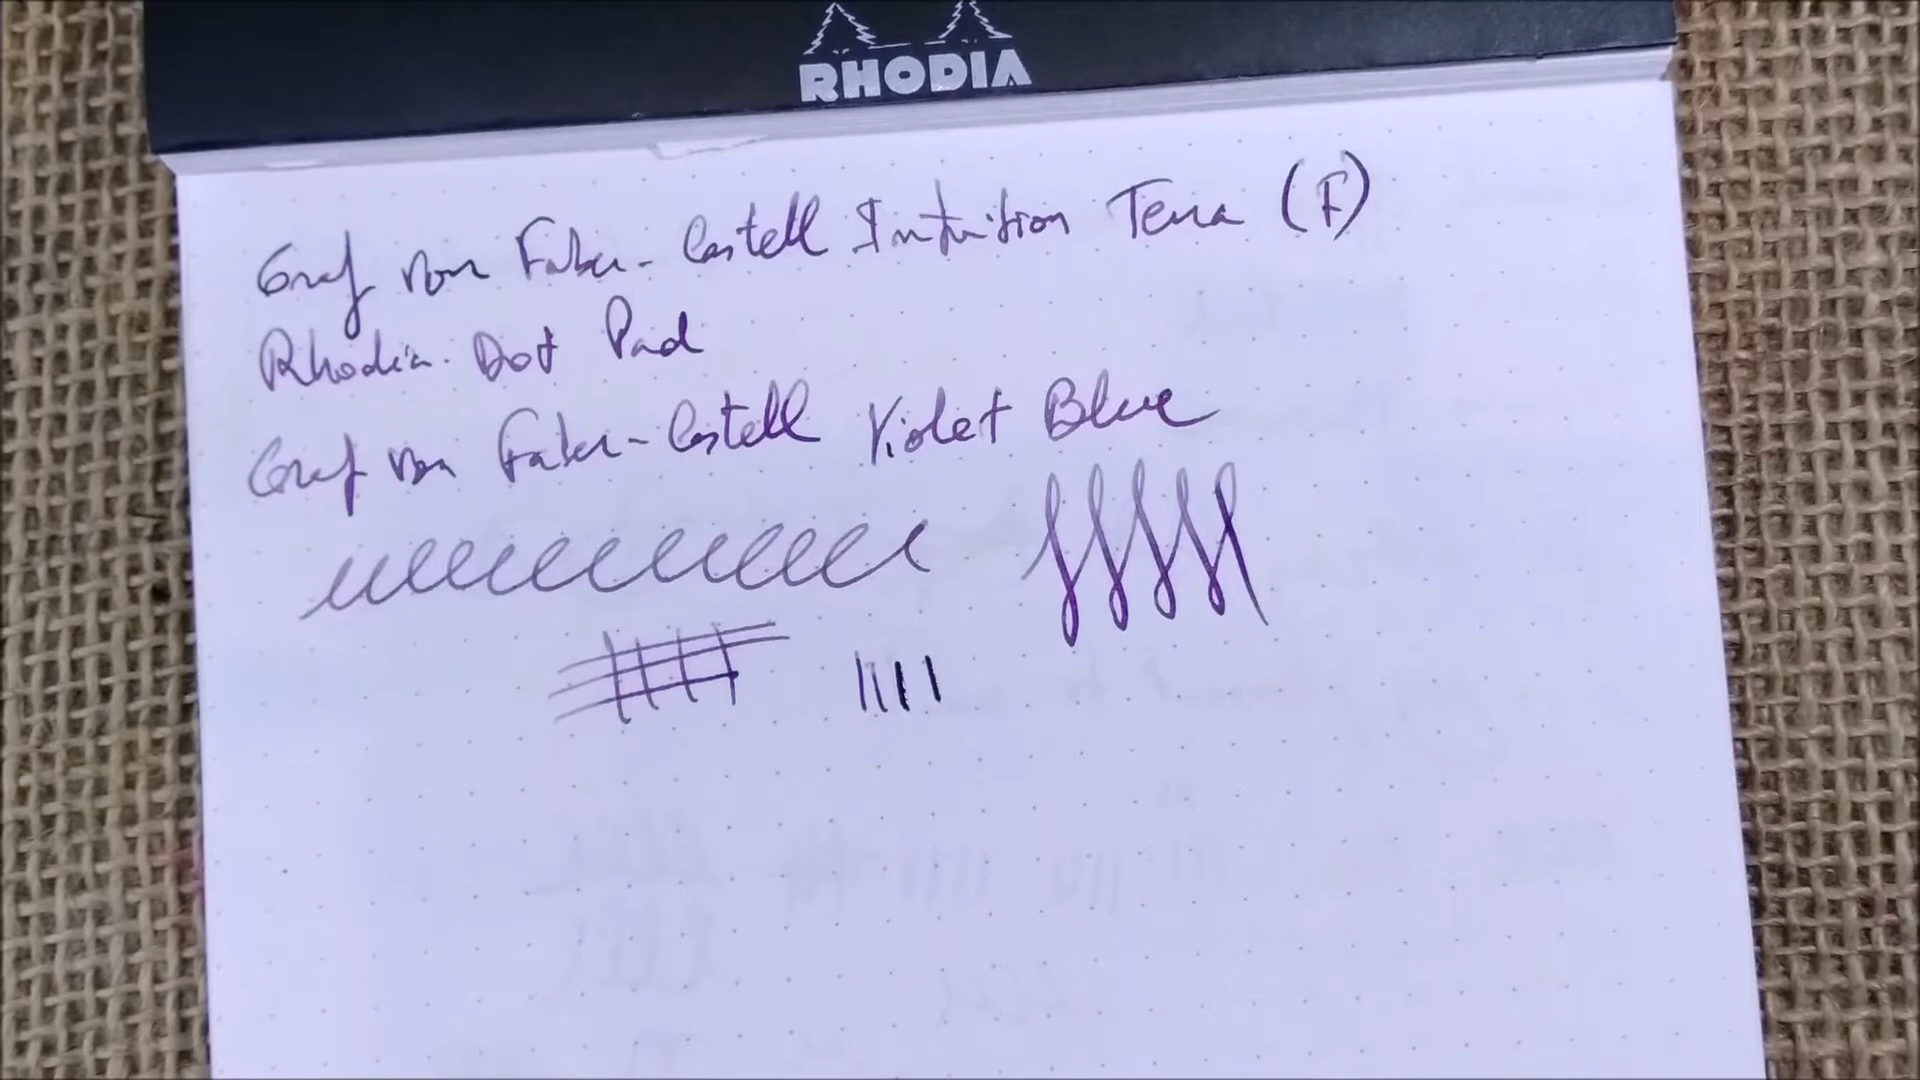 RHODIA
Graf von Faber-Castell Intuition Terra (F)
Rhodia Dot Pad
Graf von Faber-Castell Violet Blue